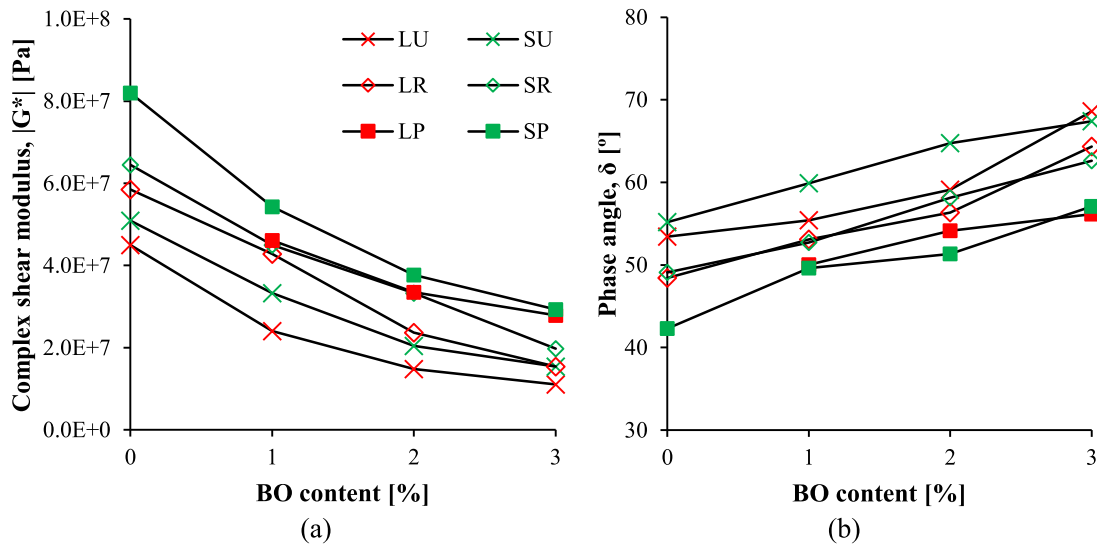 Complex shear modulus, |G*| [Pa]
1.0E+8
8.0E+7
6.0E+7
4.0E+7
2.0E+7
0.0E+0
LU SU
LR SR
LP SP
0 1 2 3
BO content [%]
(a)
Phase angle, δ [º]
80
70
60
50
40
30
0 1 2 3
BO content [%]
(b)